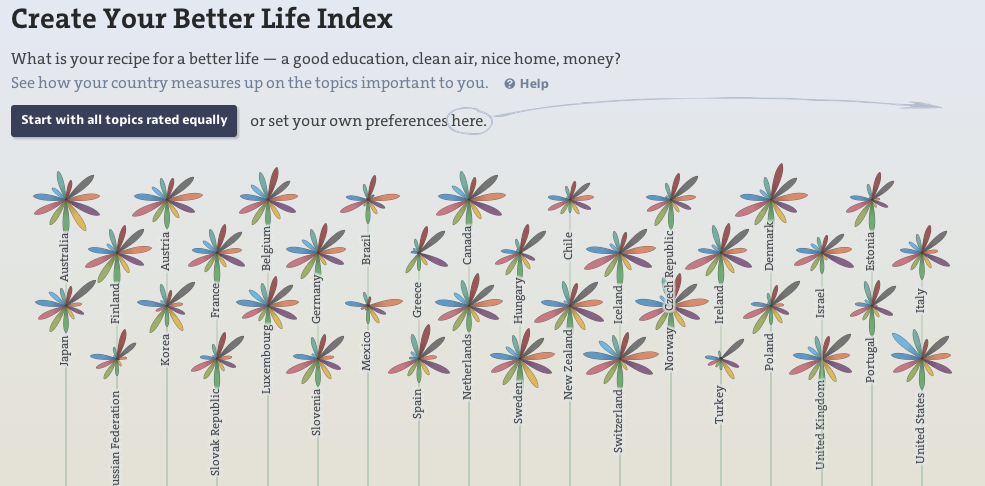 Create Your Better Life Index
What is your recipe for a better life — a good education, clean air, nice home, money?
See how your country measures up on the topics important to you. ? Help
Start with all topics rated equally or set your own preferences here.
Australia
Austria
Belgium
Brazil
Canada
Chile
Czech Republic
Denmark
Estonia
Finland
France
Germany
Greece
Hungary
Iceland
Ireland
Israel
Italy
Japan
Korea
Luxembourg
Mexico
Netherlands
New Zealand
Norway
Poland
Portugal
ussian Federation
Slovak Republic
Slovenia
Spain
Sweden
Switzerland
Turkey
United Kingdom
United States